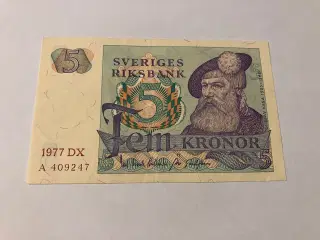 5
SVERIGES
RIKSBANK
5
Fem KRONOR
1977 DX
A 409247
5